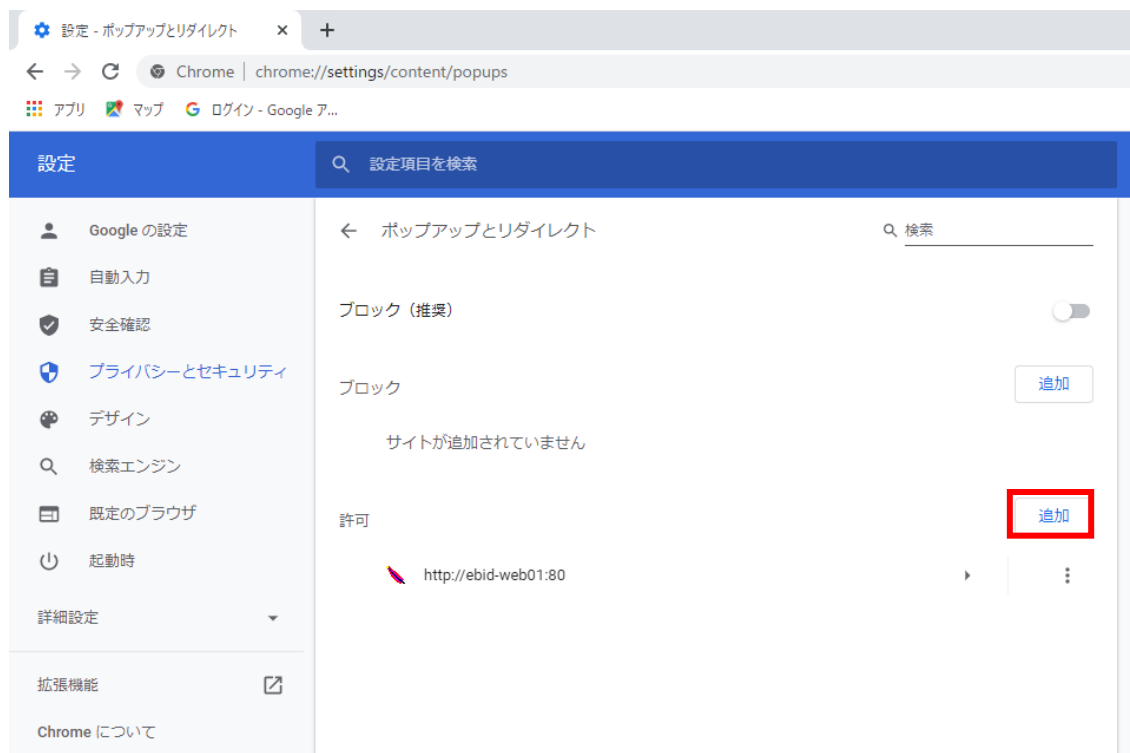 設定 - ポップアップとリダイレクト
Chrome | chrome://settings/content/popups
アプリ マップ ログイン - Google ア...
設定 設定項目を検索
Google の設定
自動入力
安全確認
プライバシーとセキュリティ
デザイン
検索エンジン
既定のブラウザ
起動時
詳細設定
拡張機能
Chrome について
ポップアップとリダイレクト 検索
ブロック（推奨）
ブロック 追加
サイトが追加されていません
許可 追加
http://ebid-web01:80